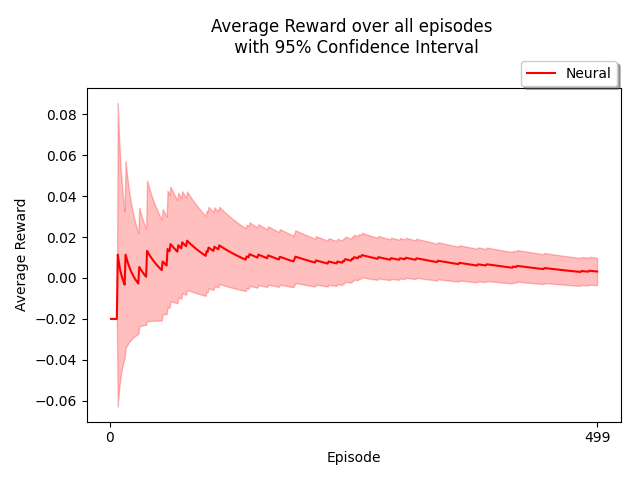 Average Reward over all episodes
with 95% Confidence Interval
Neural
0.08
0.06
0.04
0.02
0.00
−0.02
−0.04
−0.06
Average Reward
0
499
Episode